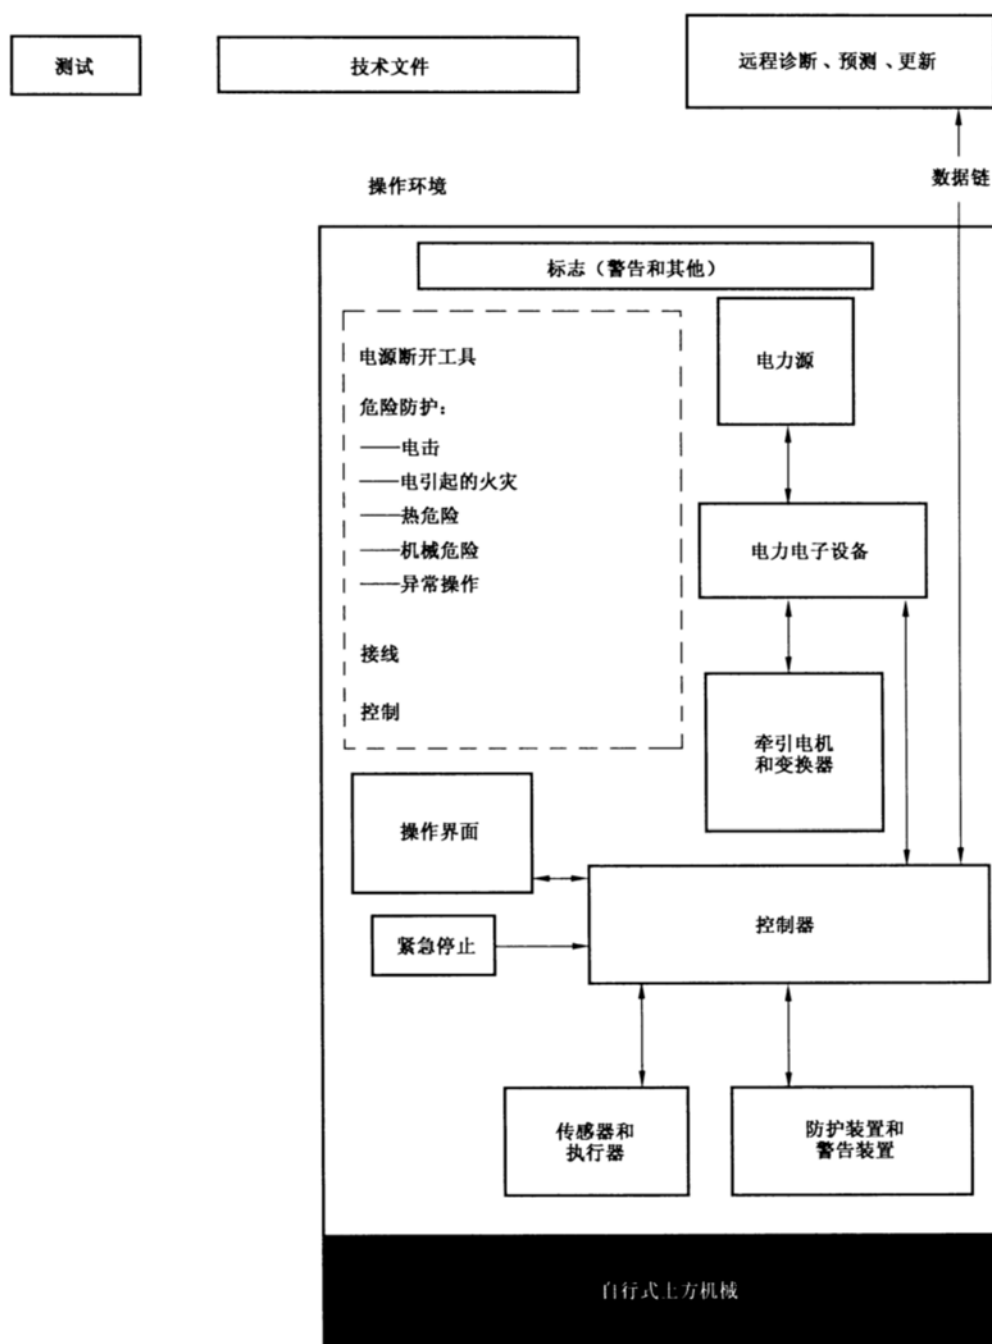 测试
技术文件
远程诊断、预测、更新
数据链
操作环境
标志（警告和其他）
电源断开工具
危险防护：
——电击
——电引起的火灾
——热危险
——机械危险
——异常操作
接线
控制
电力源
电力电子设备
牵引电机
和变换器
操作界面
紧急停止
控制器
传感器和
执行器
防护装置和
警告装置
自行式土方机械